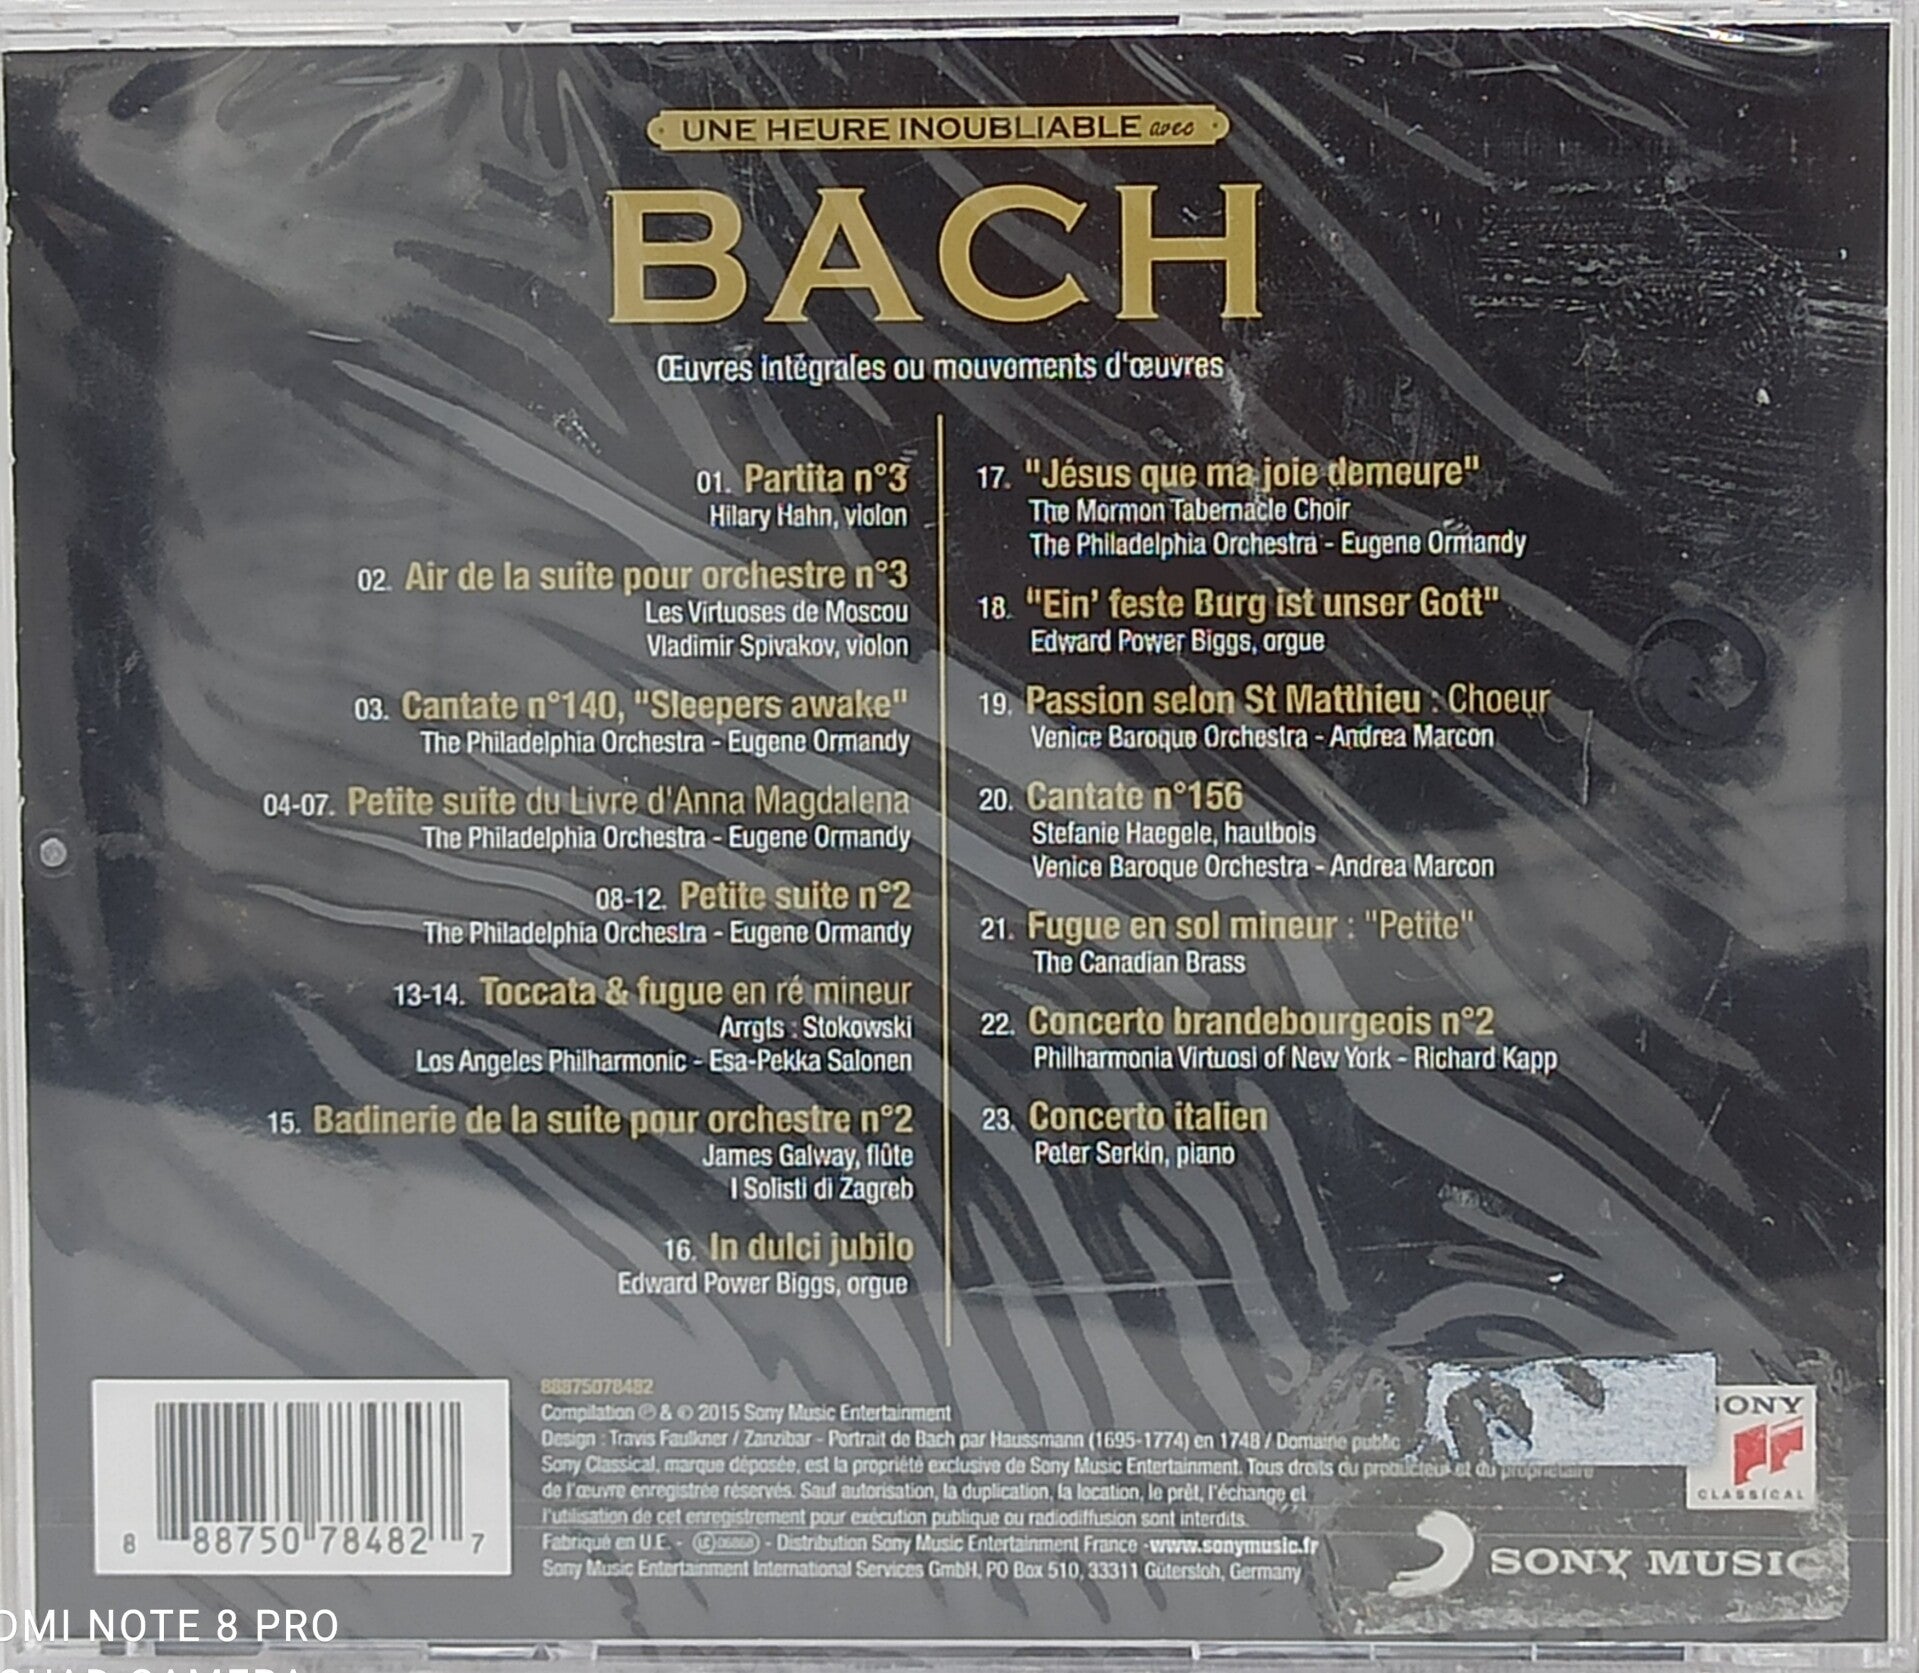 UNE HEURE INOUBLIABLE avec
BACH
Œuvres intégrales ou mouvements d'œuvres
01. Partita n°3
Hilary Hahn, violon
02. Air de la suite pour orchestre n°3
Les Virtuoses de Moscou
Vladimir Spivakov, violon
03. Cantate n°140, "Sleepers awake"
The Philadelphia Orchestra - Eugene Ormandy
04-07. Petite suite du Livre d'Anna Magdalena
The Philadelphia Orchestra - Eugene Ormandy
08-12. Petite suite n°2
The Philadelphia Orchestra - Eugene Ormandy
13-14. Toccata & fugue en ré mineur
Arrgts : Stokowski
Los Angeles Philharmonic - Esa-Pekka Salonen
15. Badinerie de la suite pour orchestre n°2
James Galway, flûte
I Solisti di Zagreb
16. In dulci jubilo
Edward Power Biggs, orgue
17. "Jésus que ma joie demeure"
The Mormon Tabernacle Choir
The Philadelphia Orchestra - Eugene Ormandy
18. "Ein' feste Burg ist unser Gott"
Edward Power Biggs, orgue
19. Passion selon St Matthieu : Choeur
Venice Baroque Orchestra - Andrea Marcon
20. Cantate n°156
Stefanie Haegele, hautbois
Venice Baroque Orchestra - Andrea Marcon
21. Fugue en sol mineur : "Petite"
The Canadian Brass
22. Concerto brandebourgeois n°2
Philharmonia Virtuosi of New York - Richard Kapp
23. Concerto italien
Peter Serkin, piano
88875078482
Compilation ℗ & © 2015 Sony Music Entertainment
Design : Travis Faulkner / Zanzibar - Portrait de Bach par Haussmann (1695-1774) en 1748 / Domaine public
Sony Classical, marque déposée, est la propriété exclusive de Sony Music Entertainment. Tous droits du producteur et du propriétaire
de l'œuvre enregistrée réservés. Sauf autorisation, la duplication, la location, le prêt, l'échange et
l'utilisation de cet enregistrement pour exécution publique ou radiodiffusion sont interdits.
Fabriqué en U.E. - - Distribution Sony Music Entertainment France -www.sonymusic.fr
Sony Music Entertainment International Services GmbH, PO Box 510, 33311 Gütersloh, Germany
8 88750 78482 7
SONY
CLASSICAL
SONY MUSIC
NOTE 8 PRO